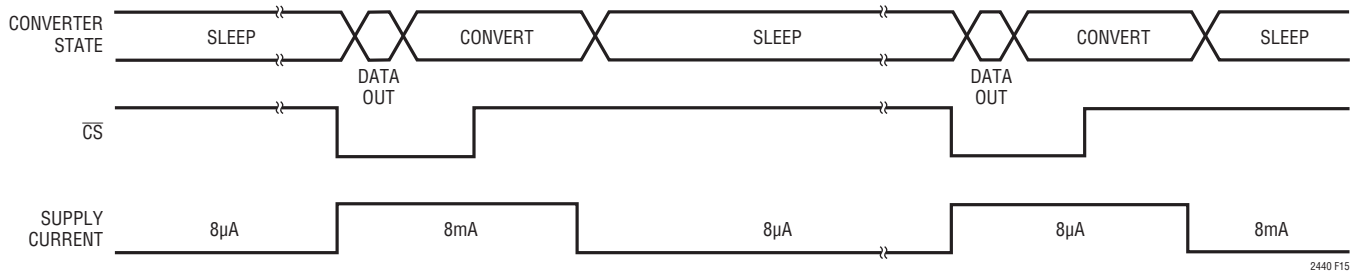 CONVERTER
STATE
SLEEP
CONVERT
SLEEP
CONVERT
SLEEP
DATA
OUT
DATA
OUT
CS
SUPPLY
CURRENT
8µA
8mA
8µA
8µA
8mA
2440 F15